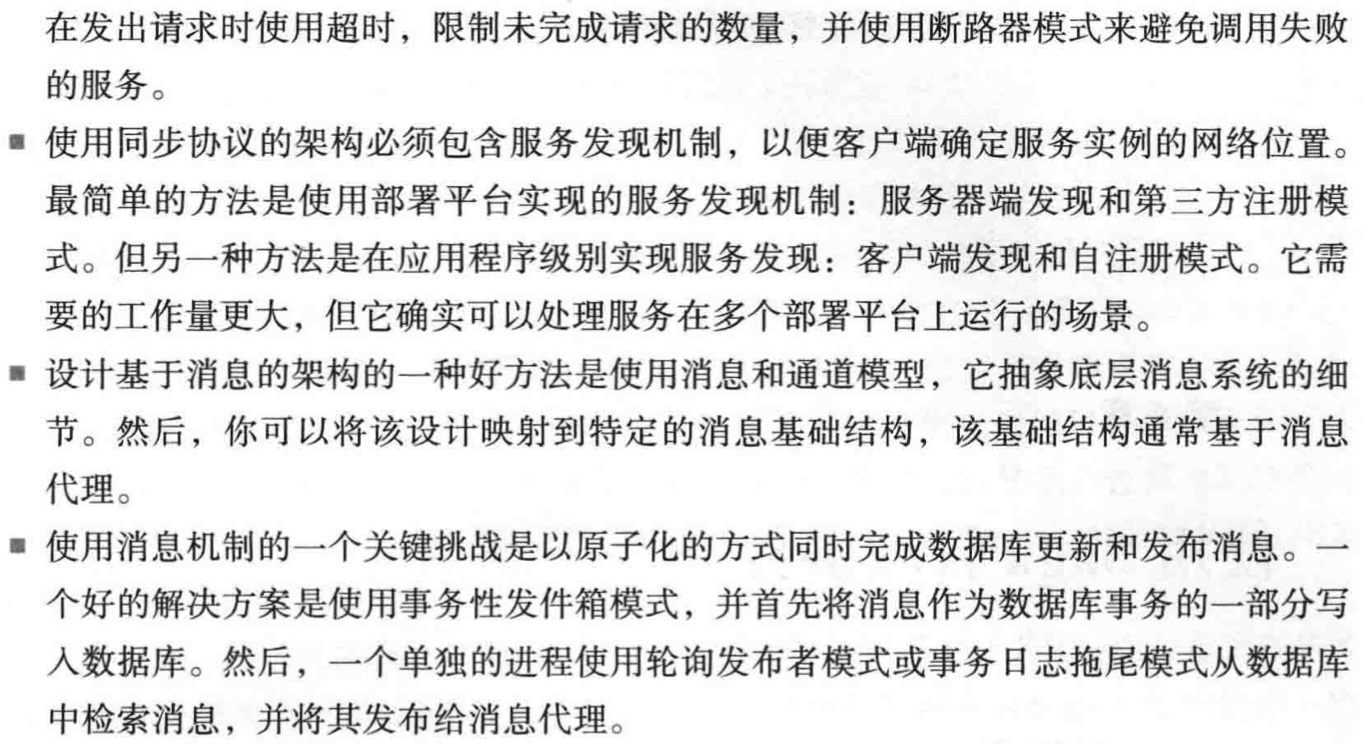 在发出请求时使用超时，限制未完成请求的数量，并使用断路器模式来避免调用失败
的服务。
■ 使用同步协议的架构必须包含服务发现机制，以便客户端确定服务实例的网络位置。
最简单的方法是使用部署平台实现的服务发现机制：服务器端发现和第三方注册模
式。但另一种方法是在应用程序级别实现服务发现：客户端发现和自注册模式。它需
要的工作量更大，但它确实可以处理服务在多个部署平台上运行的场景。
■ 设计基于消息的架构的一种好方法是使用消息和通道模型，它抽象底层消息系统的细
节。然后，你可以将该设计映射到特定的消息基础结构，该基础结构通常基于消息
代理。
■ 使用消息机制的一个关键挑战是以原子化的方式同时完成数据库更新和发布消息。一
个好的解决方案是使用事务性发件箱模式，并首先将消息作为数据库事务的一部分写
入数据库。然后，一个单独的进程使用轮询发布者模式或事务日志拖尾模式从数据库
中检索消息，并将其发布给消息代理。